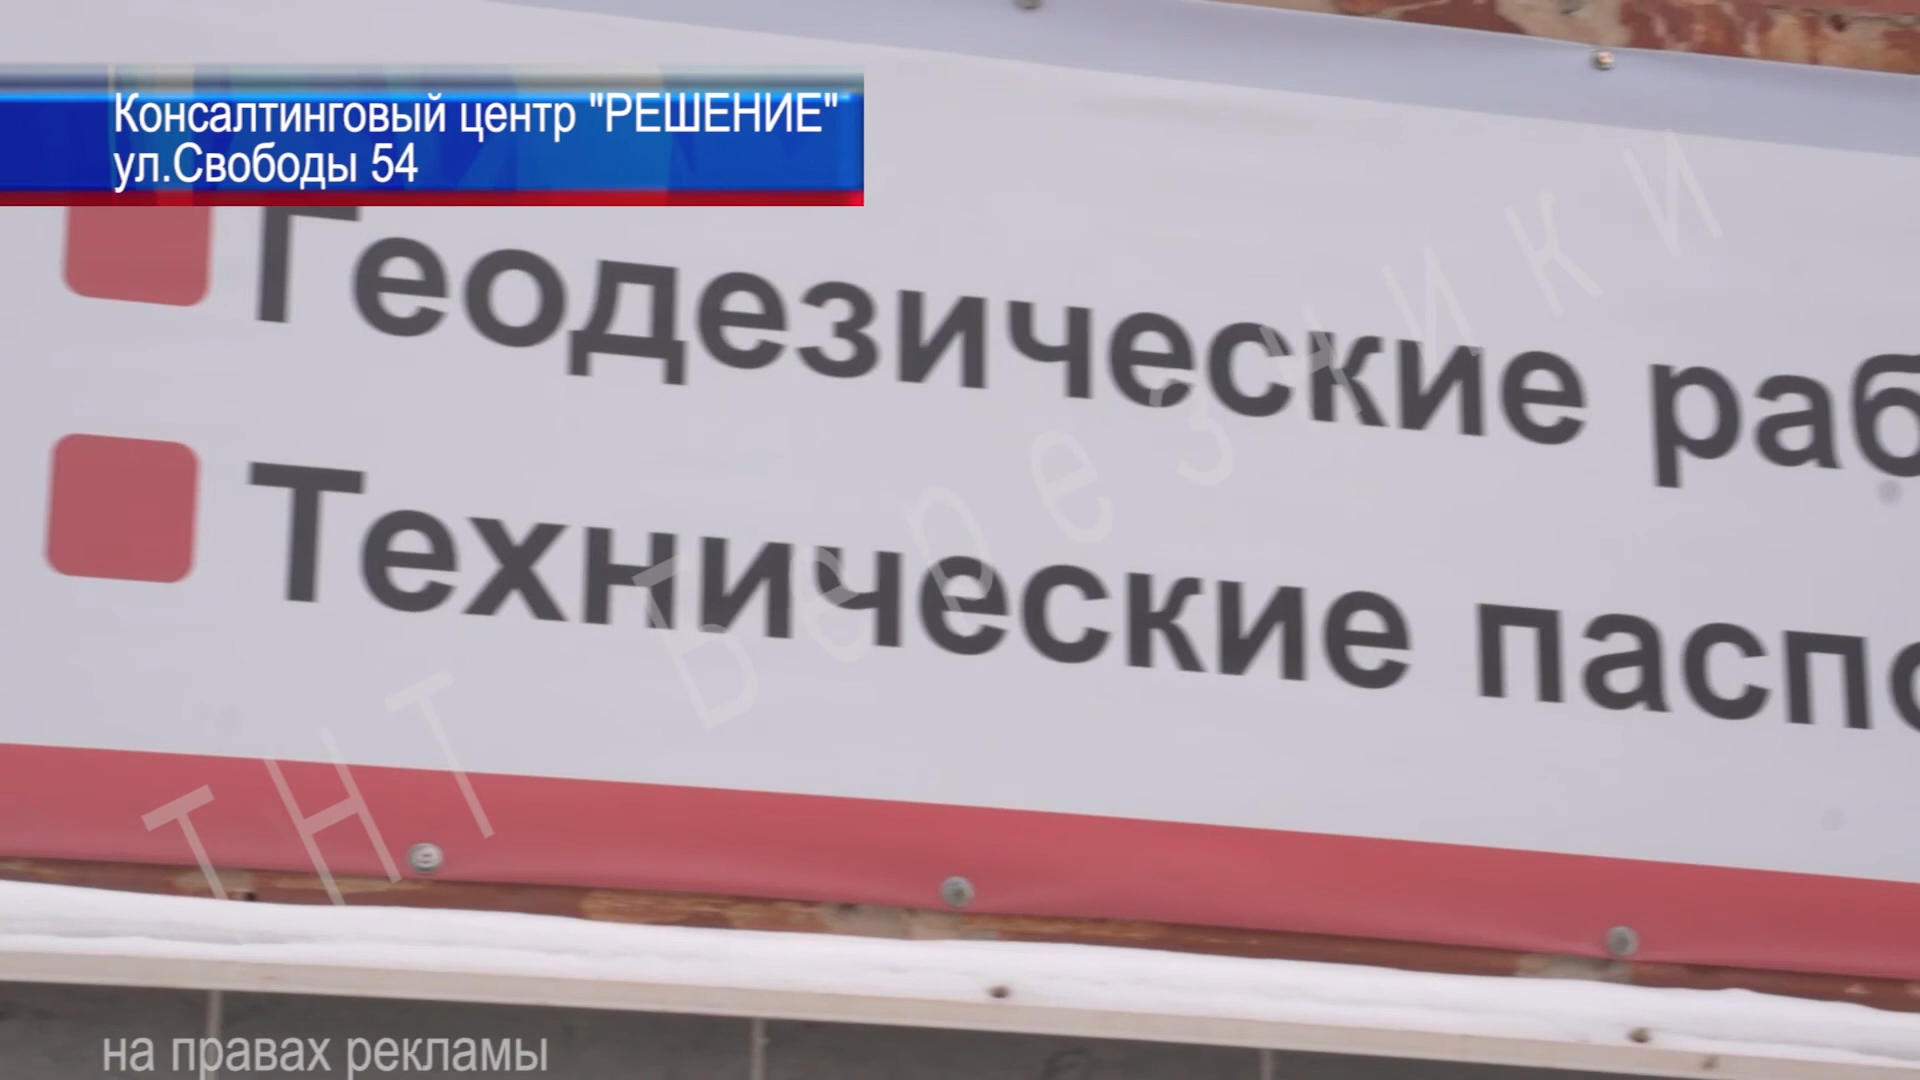 Консалтинговый центр "РЕШЕНИЕ"
ул.Свободы 54
Геодезические раб
Технические паспо
ТНТ Березники
на правах рекламы